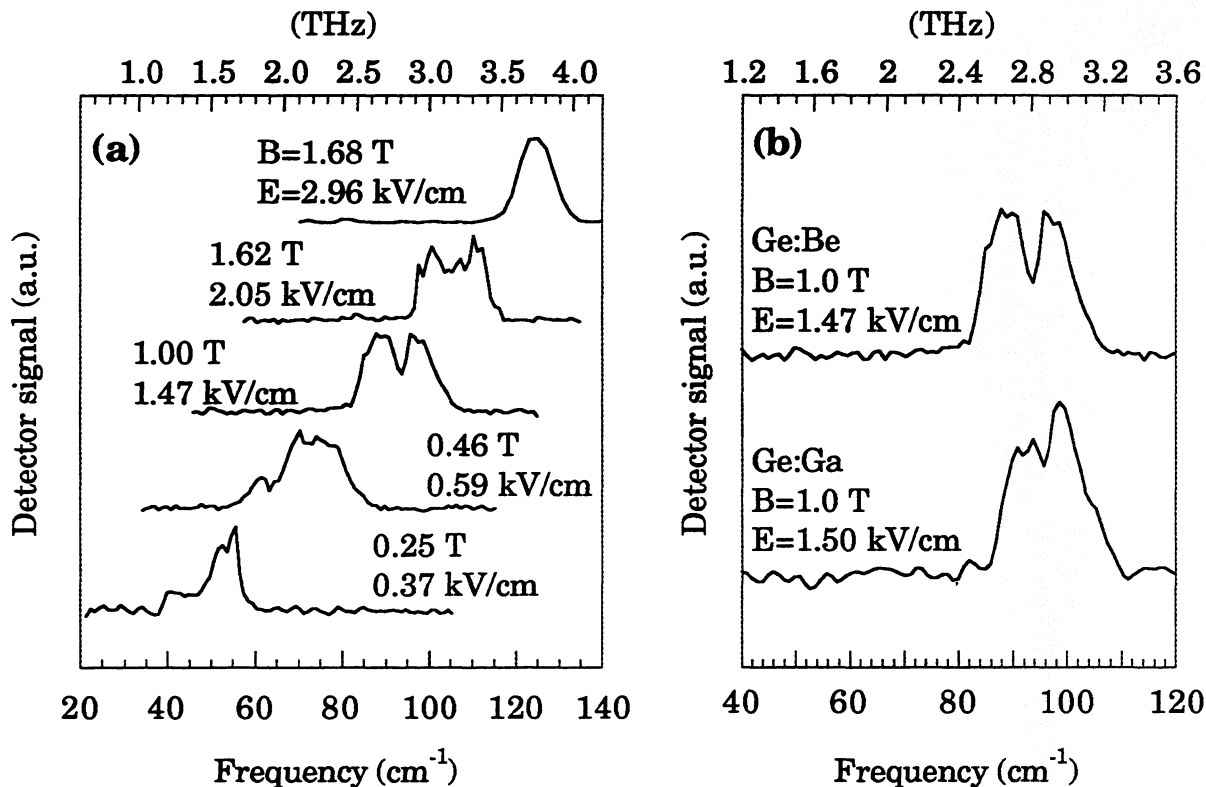 (THz)
1.0 1.5 2.0 2.5 3.0 3.5 4.0
(a)
B=1.68 T
E=2.96 kV/cm
1.62 T
2.05 kV/cm
1.00 T
1.47 kV/cm
0.46 T
0.59 kV/cm
0.25 T
0.37 kV/cm
Detector signal (a.u.)
20 40 60 80 100 120 140
Frequency (cm-1)
(THz)
1.2 1.6 2 2.4 2.8 3.2 3.6
(b)
Ge:Be
B=1.0 T
E=1.47 kV/cm
Ge:Ga
B=1.0 T
E=1.50 kV/cm
Detector signal (a.u.)
40 60 80 100 120
Frequency (cm-1)